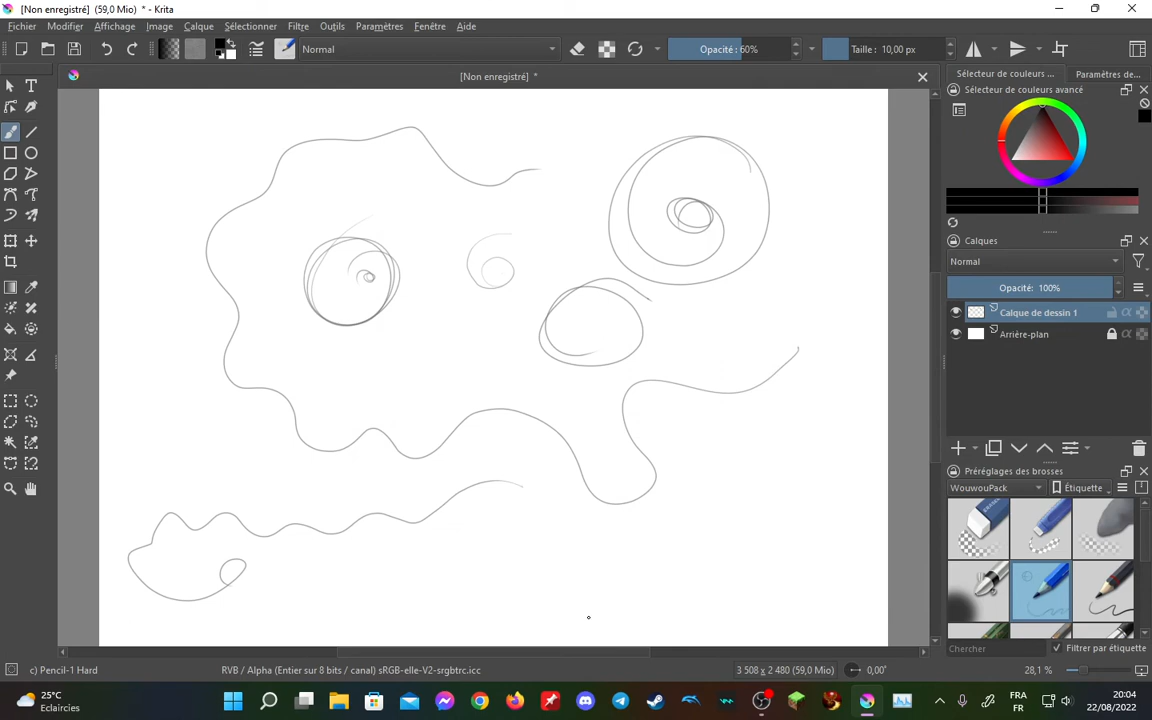 [Non enregistré] (59,0 Mio) * - Krita
Fichier Modifier Affichage Image Calque Sélectionner Filtre Outils Paramètres Fenêtre Aide
Normal Opacité : 60% Taille : 10,00 px
[Non enregistré] * Sélecteur de couleurs ... Paramètres de...
Sélecteur de couleurs avancé
Calques
Normal
Opacité: 100%
Calque de dessin 1
Arrière-plan
Préréglages des brosses
WouwouPack Étiquette
Chercher Filtrer par étiquette
c) Pencil-1 Hard RVB / Alpha (Entier sur 8 bits / canal) sRGB-elle-V2-srgbtrc.icc 3 508 x 2 480 (59,0 Mio) 0,00° 28,1 %
25°C
Eclaircies
FRA
FR
20:04
22/08/2022